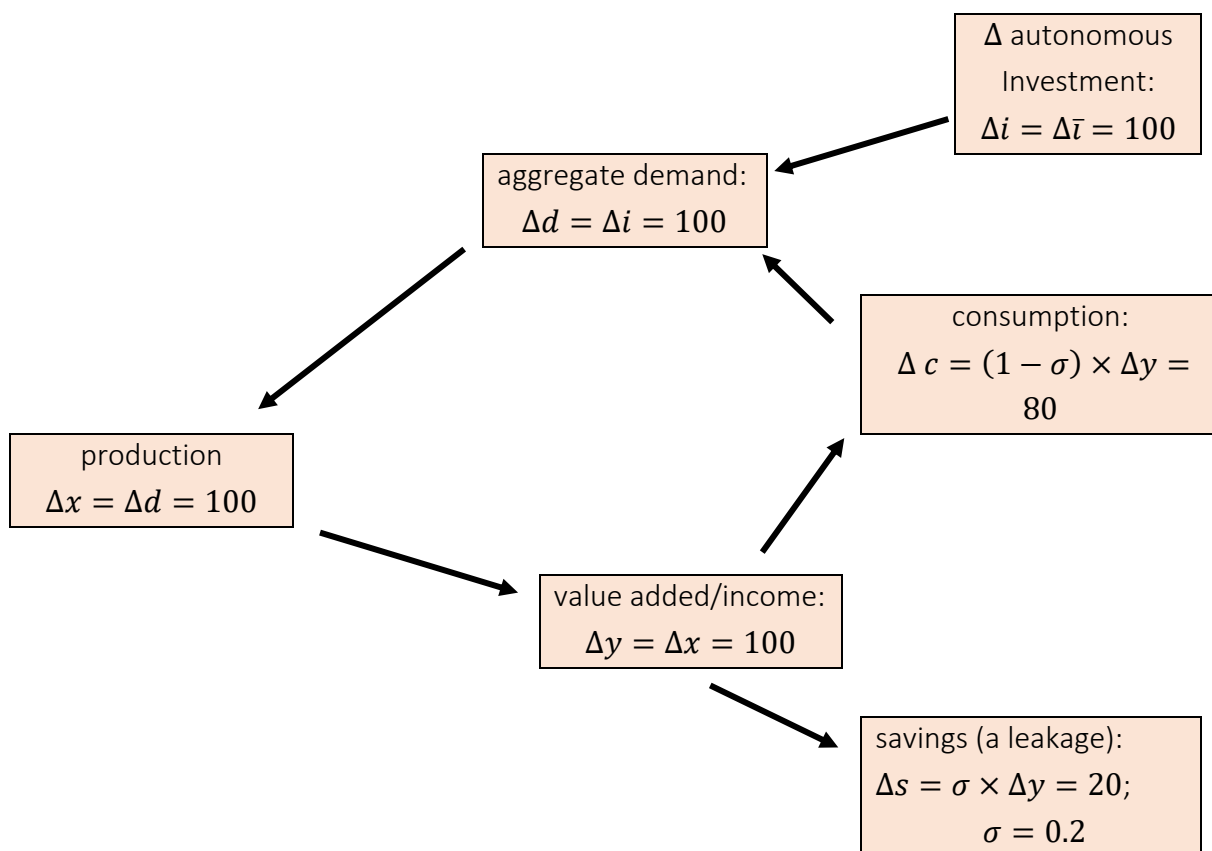 Δ autonomous
Investment:
Δi = Δi̅ = 100
aggregate demand:
Δd = Δi = 100
consumption:
Δ c = (1 − σ) × Δy =
80
production
Δx = Δd = 100
value added/income:
Δy = Δx = 100
savings (a leakage):
Δs = σ × Δy = 20;
σ = 0.2